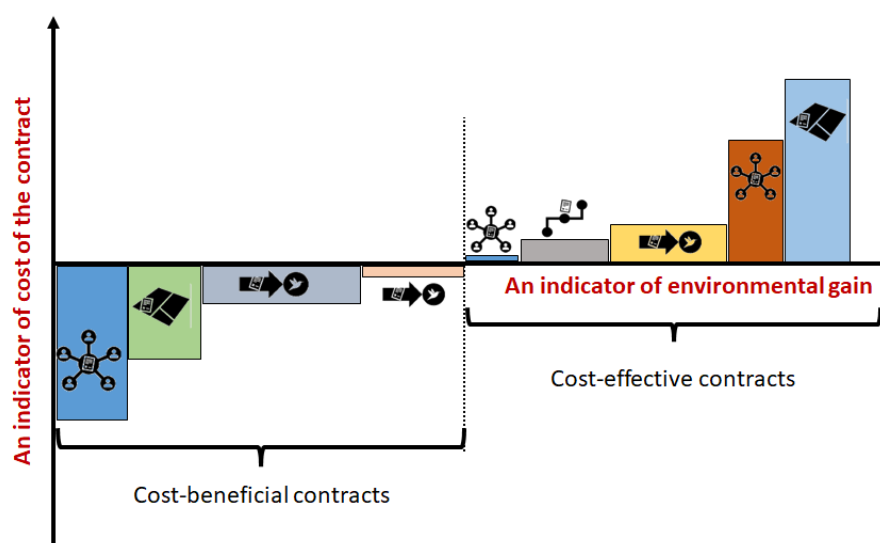 An indicator of cost of the contract
An indicator of environmental gain
Cost-effective contracts
Cost-beneficial contracts